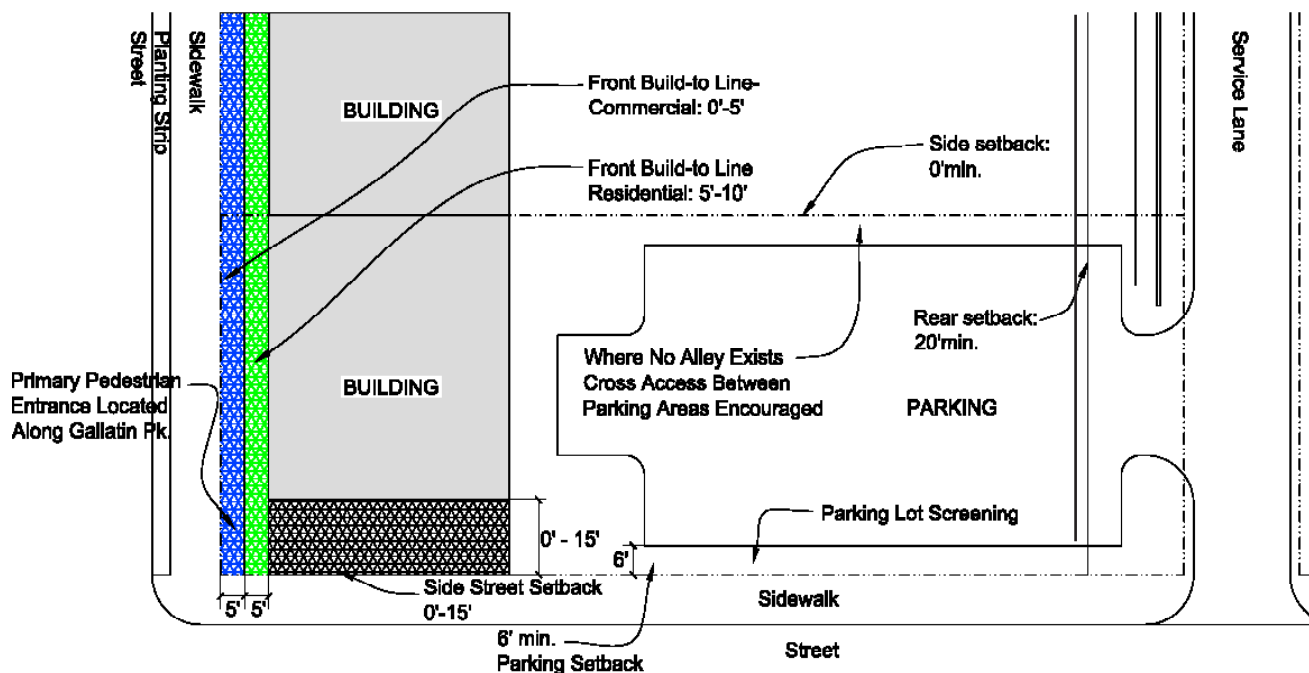 Street
Planting Strip
Sidewalk
BUILDING
Front Build-to Line-
Commercial: 0'-5'
Front Build-to Line
Residential: 5'-10'
Side setback:
0'min.
Service Lane
Rear setback:
20'min.
Where No Alley Exists
Cross Access Between
Parking Areas Encouraged
PARKING
Primary Pedestrian
Entrance Located
Along Gallatin Pk.
BUILDING
Parking Lot Screening
0' - 15'
6'
Side Street Setback
0'-15'
5'
5'
Sidewalk
6' min.
Parking Setback
Street